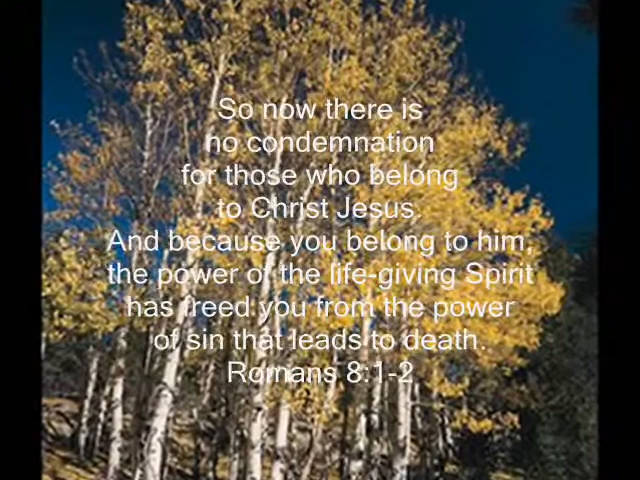 So now there is
no condemnation
for those who belong
to Christ Jesus.
And because you belong to him,
the power of the life-giving Spirit
has freed you from the power
of sin that leads to death.
Romans 8:1-2